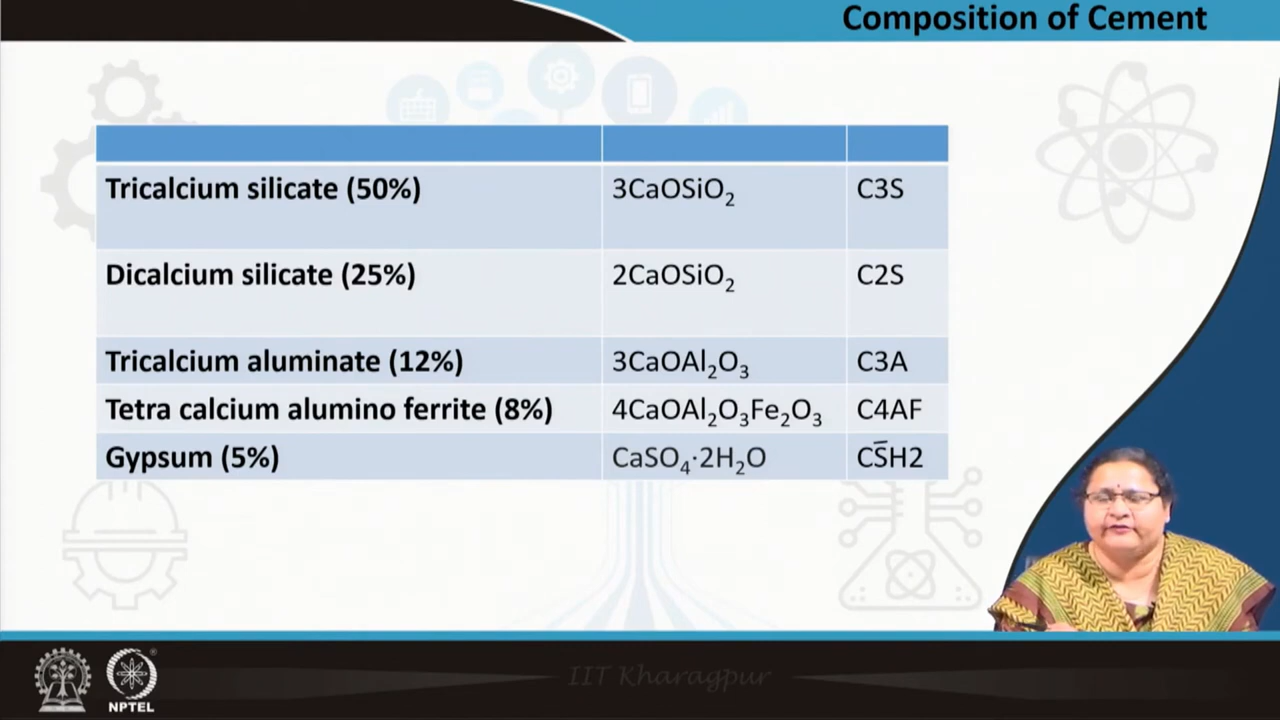 Composition of Cement
Tricalcium silicate (50%) 3CaOSiO₂ C3S
Dicalcium silicate (25%) 2CaOSiO₂ C2S
Tricalcium aluminate (12%) 3CaOAl₂O₃ C3A
Tetra calcium alumino ferrite (8%) 4CaOAl₂O₃Fe₂O₃ C4AF
Gypsum (5%) CaSO₄·2H₂O CS̅H2
IIT Kharagpur
NPTEL